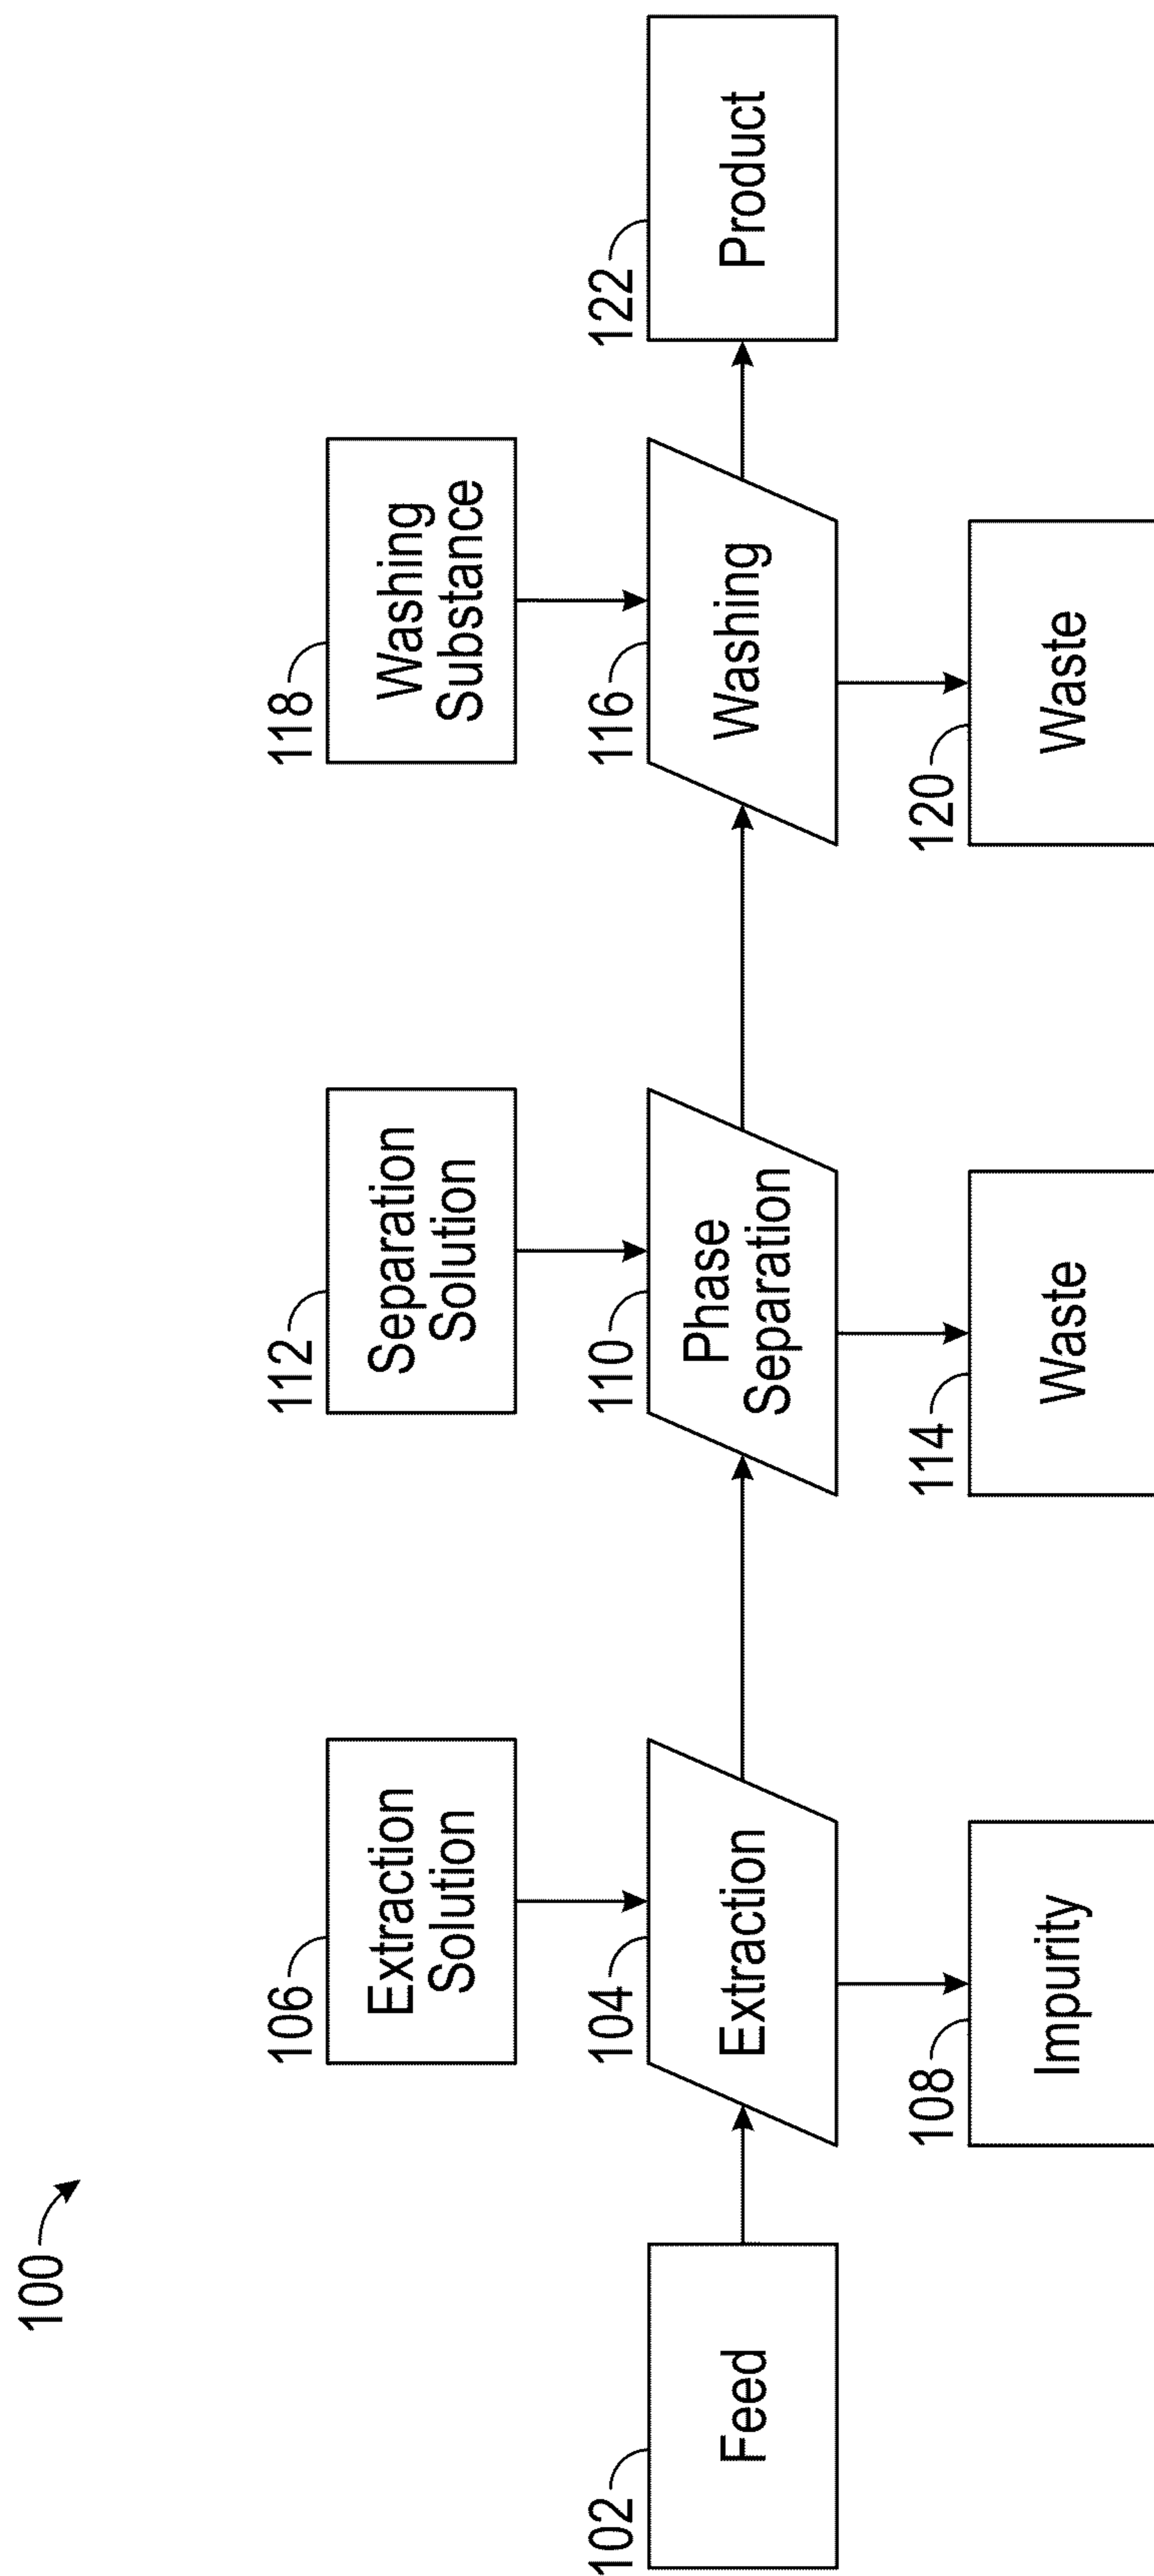 100
106
Extraction
Solution
112
Separation
Solution
118
Washing
Substance
102
Feed
104
Extraction
110
Phase
Separation
116
Washing
122
Product
108
Impurity
114
Waste
120
Waste